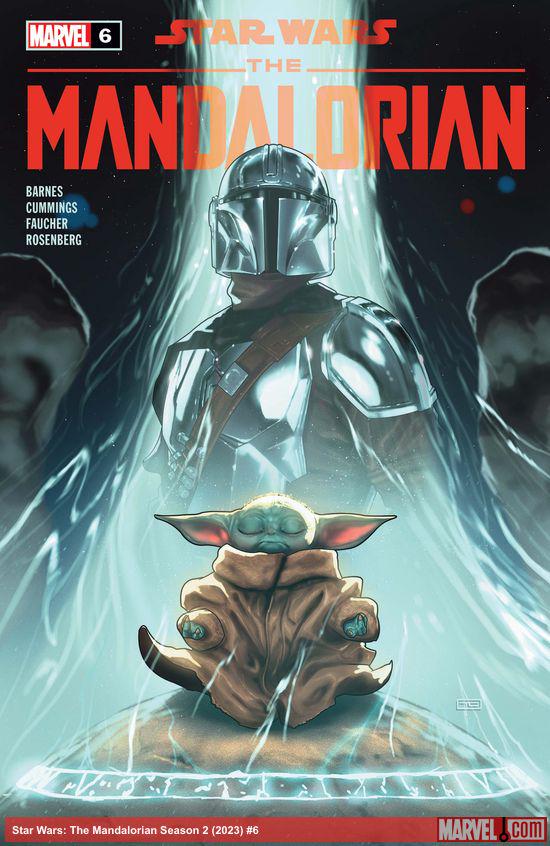 MARVEL 6
STAR WARS
THE
MANDALORIAN
BARNES
CUMMINGS
FAUCHER
ROSENBERG
Star Wars: The Mandalorian Season 2 (2023) #6
MARVEL.com